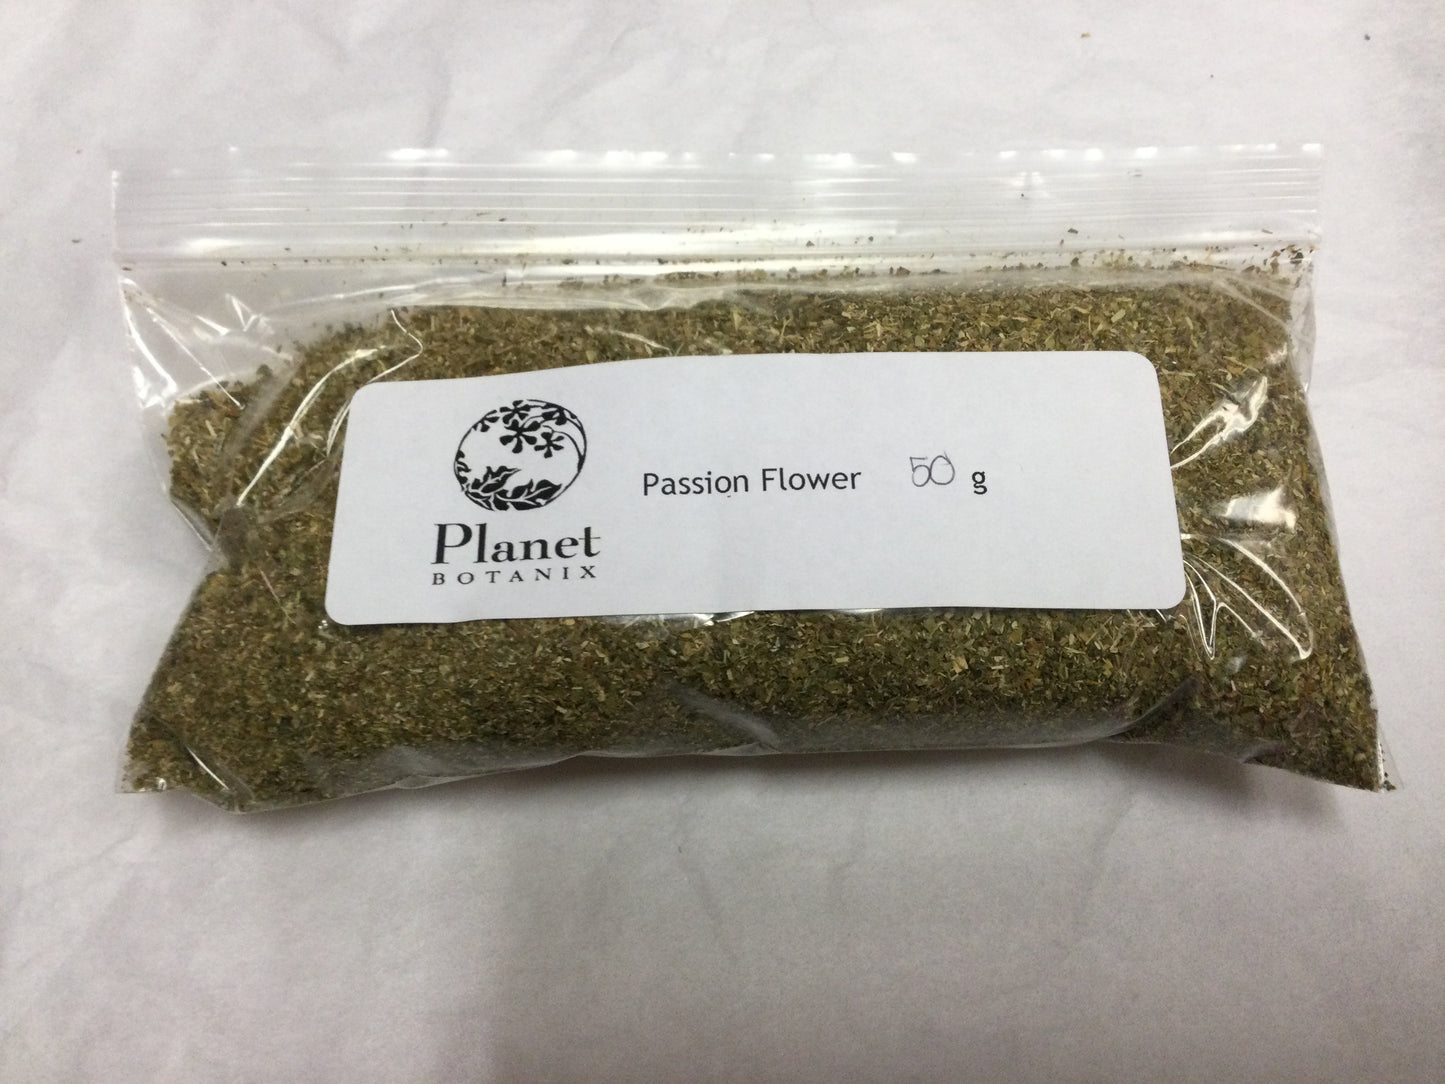 Passion Flower 50 g
Planet
BOTANIX